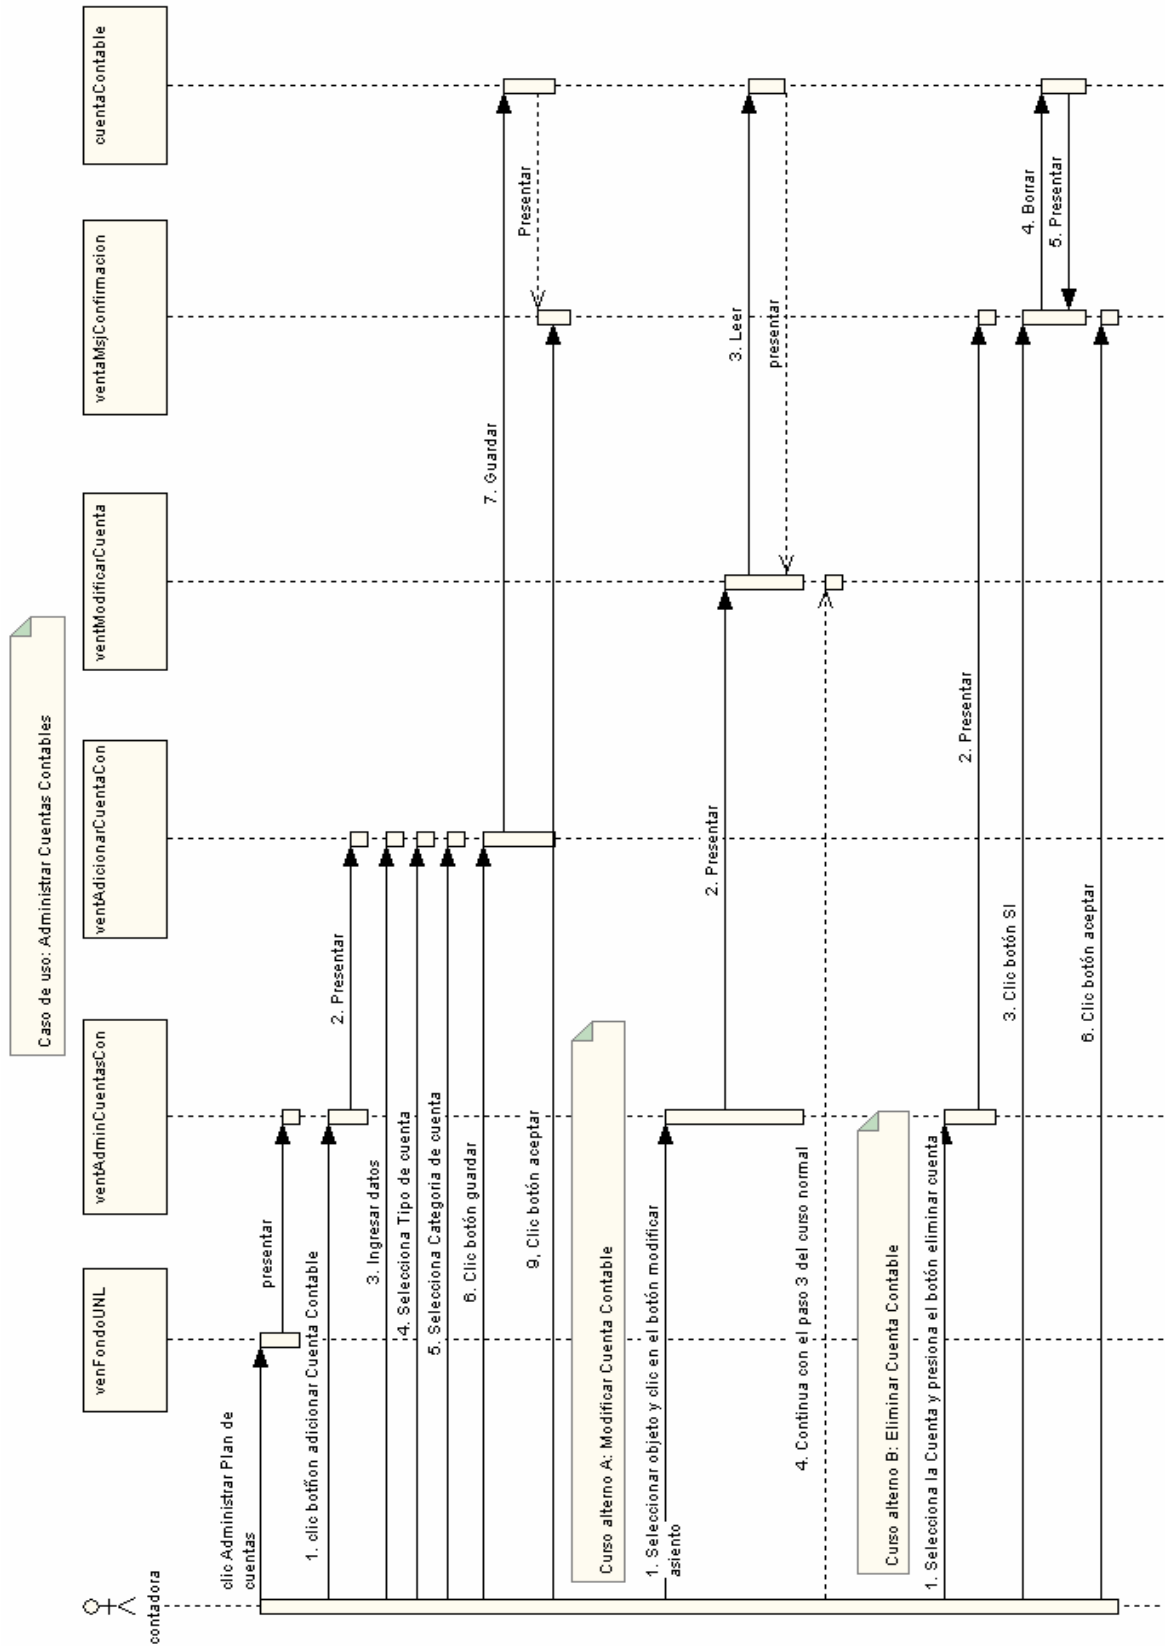 Caso de uso: Administrar Cuentas Contables
contadora
venFondoUNL
ventAdminCuentasCon
ventAdicionarCuentaCon
ventModificarCuenta
ventaMsjConfirmacion
cuentaContable
clic Administrar Plan de
cuentas
presentar
1. clic botñon adicionar Cuenta Contable
2. Presentar
3. Ingresar datos
4. Selecciona Tipo de cuenta
5. Selecciona Categoria de cuenta
6. Clic botón guardar
7. Guardar
Presentar
9. Clic botón aceptar
Curso alterno A: Modificar Cuenta Contable
1. Seleccionar objeto y clic en el botón modificar
asiento
2. Presentar
3. Leer
presentar
4. Continua con el paso 3 del curso normal
Curso alterno B: Eliminar Cuenta Contable
1. Selecciona la Cuenta y presiona el botón eliminar cuenta
2. Presentar
3. Clic botón SI
4. Borrar
5. Presentar
6. Clic botón aceptar